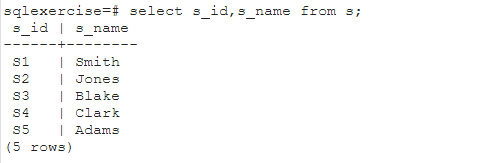 sqlexercise=# select s_id,s_name from s;
 s_id | s_name
------+--------
 S1   | Smith
 S2   | Jones
 S3   | Blake
 S4   | Clark
 S5   | Adams
(5 rows)